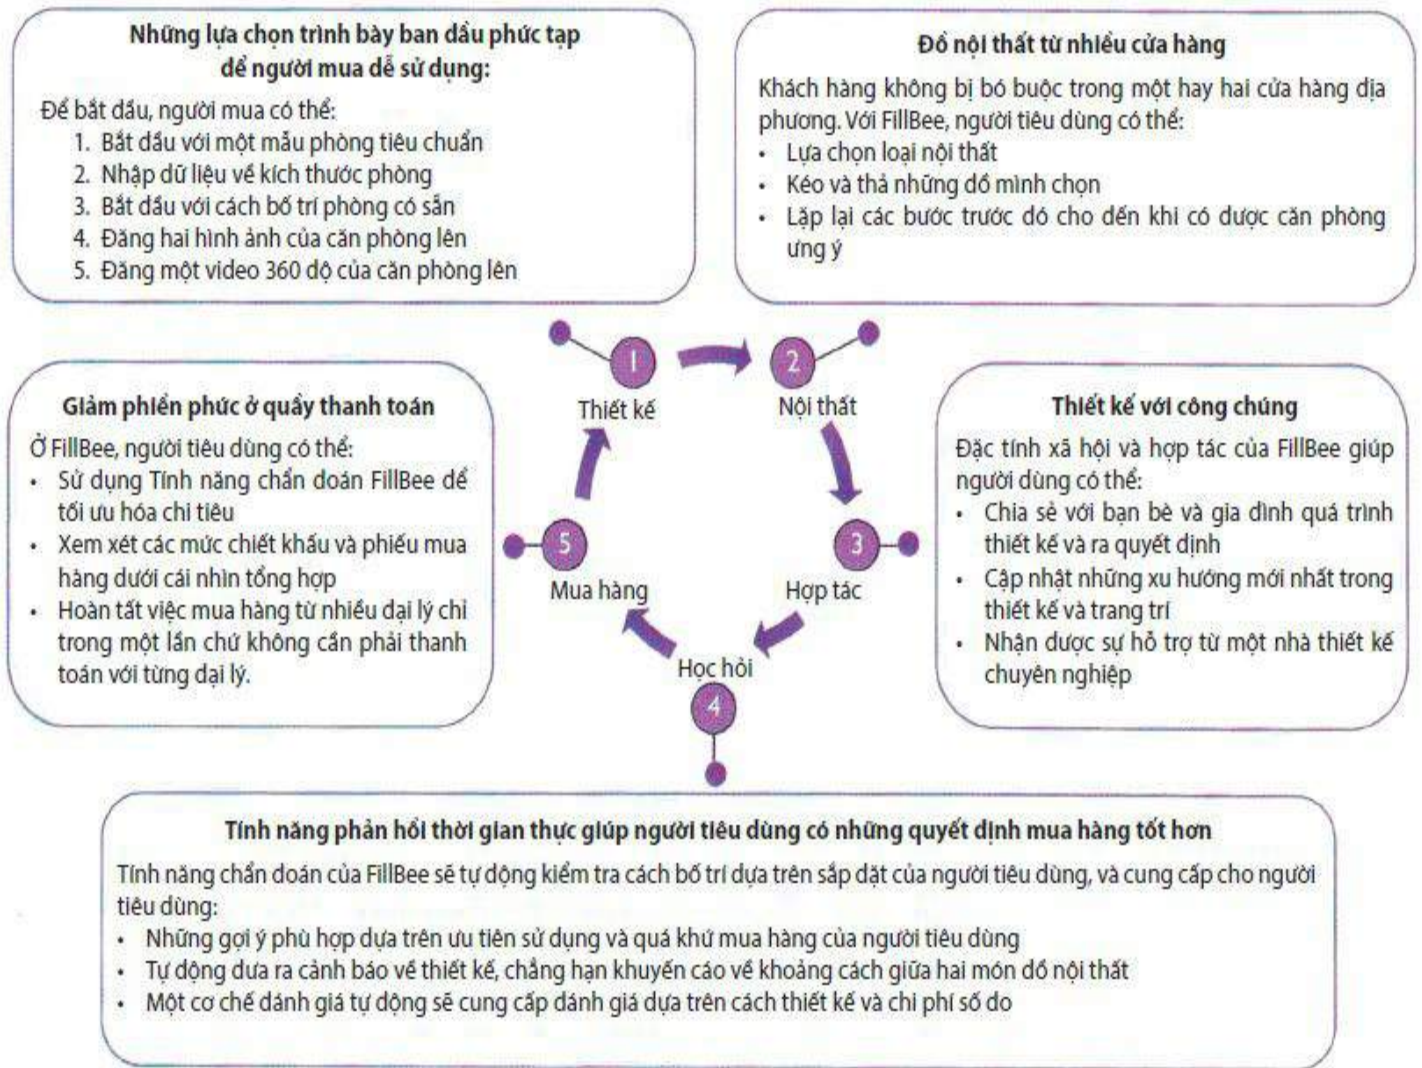 Những lựa chọn trình bày ban đầu phức tạp
để người mua dễ sử dụng:
Để bắt đầu, người mua có thể:
1. Bắt đầu với một mẫu phòng tiêu chuẩn
2. Nhập dữ liệu về kích thước phòng
3. Bắt đầu với cách bố trí phòng có sẵn
4. Đăng hai hình ảnh của căn phòng lên
5. Đăng một video 360 độ của căn phòng lên
Đồ nội thất từ nhiều cửa hàng
Khách hàng không bị bó buộc trong một hay hai cửa hàng địa
phương. Với FillBee, người tiêu dùng có thể:
• Lựa chọn loại nội thất
• Kéo và thả những đồ mình chọn
• Lặp lại các bước trước đó cho đến khi có được căn phòng
ưng ý
1
Thiết kế
2
Nội thất
3
Hợp tác
Học hỏi
4
5
Mua hàng
Giảm phiền phức ở quầy thanh toán
Ở FillBee, người tiêu dùng có thể:
• Sử dụng Tính năng chẩn đoán FillBee để
tối ưu hóa chi tiêu
• Xem xét các mức chiết khấu và phiếu mua
hàng dưới cái nhìn tổng hợp
• Hoàn tất việc mua hàng từ nhiều đại lý chỉ
trong một lần chứ không cần phải thanh
toán với từng đại lý.
Thiết kế với công chúng
Đặc tính xã hội và hợp tác của FillBee giúp
người dùng có thể:
• Chia sẻ với bạn bè và gia đình quá trình
thiết kế và ra quyết định
• Cập nhật những xu hướng mới nhất trong
thiết kế và trang trí
• Nhận được sự hỗ trợ từ một nhà thiết kế
chuyên nghiệp
Tính năng phản hồi thời gian thực giúp người tiêu dùng có những quyết định mua hàng tốt hơn
Tính năng chẩn đoán của FillBee sẽ tự động kiểm tra cách bố trí dựa trên sắp đặt của người tiêu dùng, và cung cấp cho người
tiêu dùng:
• Những gợi ý phù hợp dựa trên ưu tiên sử dụng và quá khứ mua hàng của người tiêu dùng
• Tự động đưa ra cảnh báo về thiết kế, chẳng hạn khuyến cáo về khoảng cách giữa hai món đồ nội thất
• Một cơ chế đánh giá tự động sẽ cung cấp đánh giá dựa trên cách thiết kế và chi phí số đo